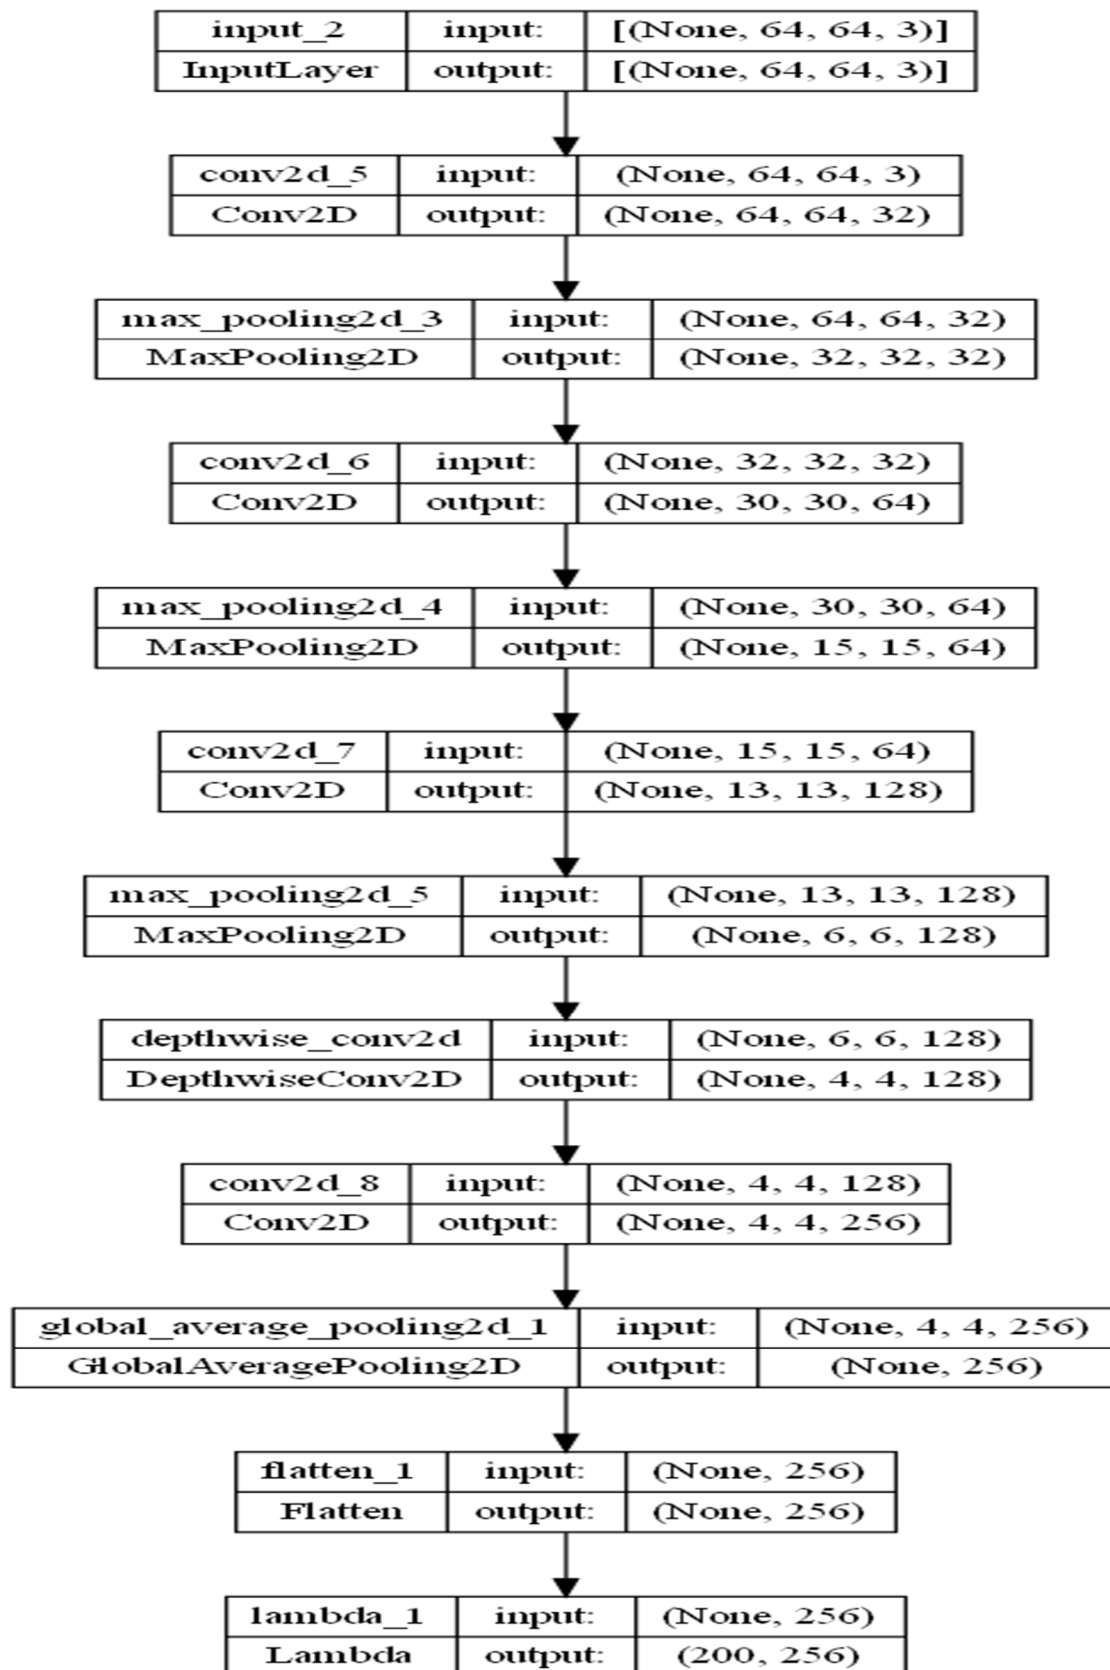 input_2 input: [(None, 64, 64, 3)]
InputLayer output: [(None, 64, 64, 3)]
conv2d_5 input: (None, 64, 64, 3)
Conv2D output: (None, 64, 64, 32)
max_pooling2d_3 input: (None, 64, 64, 32)
MaxPooling2D output: (None, 32, 32, 32)
conv2d_6 input: (None, 32, 32, 32)
Conv2D output: (None, 30, 30, 64)
max_pooling2d_4 input: (None, 30, 30, 64)
MaxPooling2D output: (None, 15, 15, 64)
conv2d_7 input: (None, 15, 15, 64)
Conv2D output: (None, 13, 13, 128)
max_pooling2d_5 input: (None, 13, 13, 128)
MaxPooling2D output: (None, 6, 6, 128)
depthwise_conv2d input: (None, 6, 6, 128)
DepthwiseConv2D output: (None, 4, 4, 128)
conv2d_8 input: (None, 4, 4, 128)
Conv2D output: (None, 4, 4, 256)
global_average_pooling2d_1 input: (None, 4, 4, 256)
GlobalAveragePooling2D output: (None, 256)
flatten_1 input: (None, 256)
Flatten output: (None, 256)
lambda_1 input: (None, 256)
Lambda output: (200, 256)